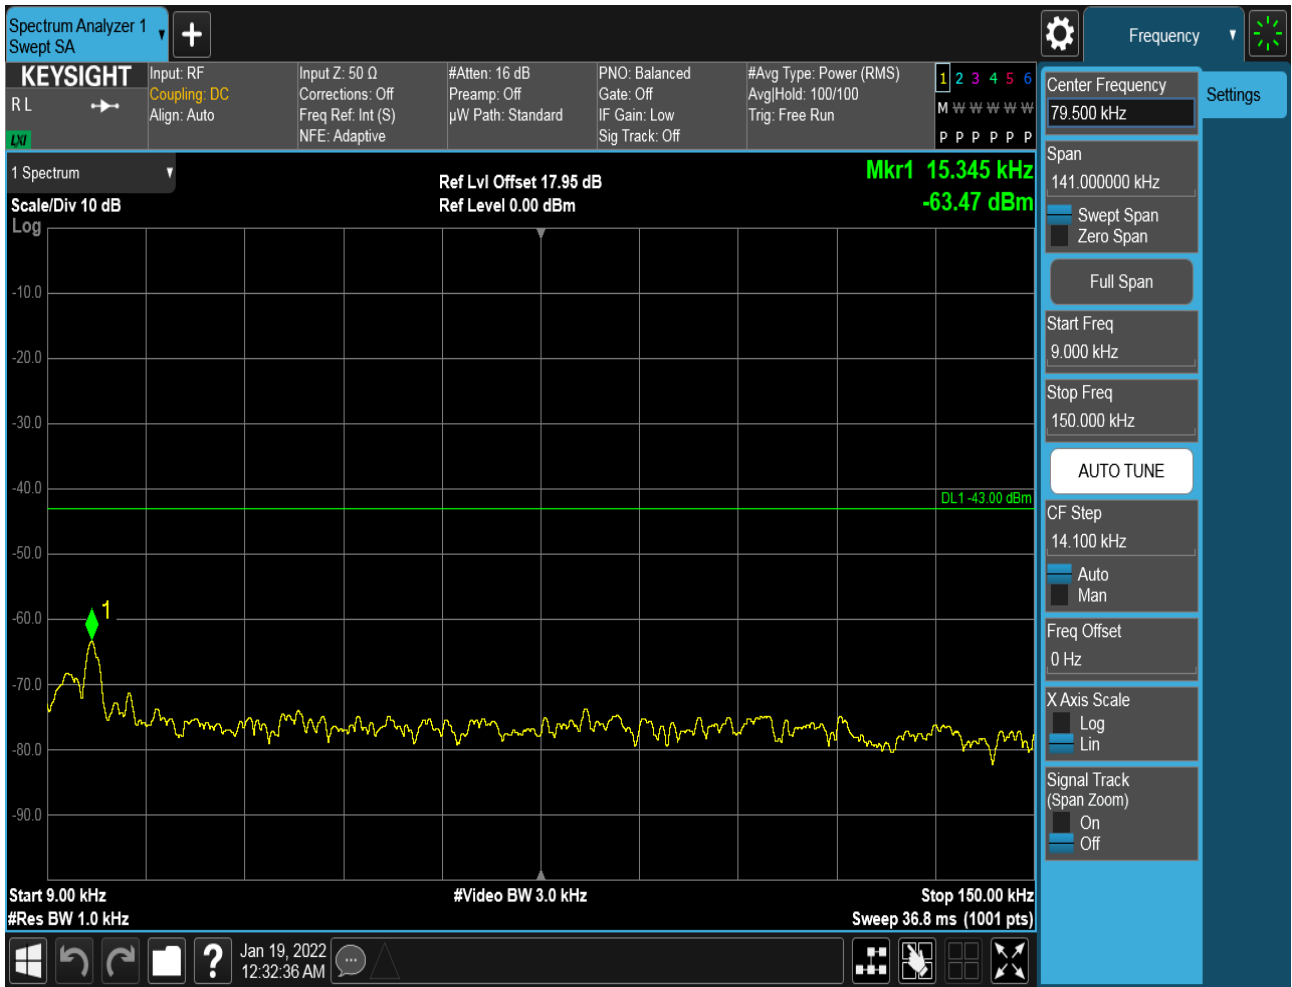 Spectrum Analyzer 1
Swept SA
Frequency
KEYSIGHT
R L
LXI
Input: RF
Coupling: DC
Align: Auto
Input Z: 50 Ω
Corrections: Off
Freq Ref: Int (S)
NFE: Adaptive
#Atten: 16 dB
Preamp: Off
µW Path: Standard
PNO: Balanced
Gate: Off
IF Gain: Low
Sig Track: Off
#Avg Type: Power (RMS)
Avg|Hold: 100/100
Trig: Free Run
1 2 3 4 5 6
M W W W W W
P P P P P P
1 Spectrum
Scale/Div 10 dB
Log
Ref Lvl Offset 17.95 dB
Ref Level 0.00 dBm
Mkr1 15.345 kHz
-63.47 dBm
-10.0
-20.0
-30.0
-40.0
DL1 -43.00 dBm
-50.0
-60.0
1
-70.0
-80.0
-90.0
Start 9.00 kHz
#Video BW 3.0 kHz
Stop 150.00 kHz
#Res BW 1.0 kHz
Sweep 36.8 ms (1001 pts)
Jan 19, 2022
12:32:36 AM
Center Frequency
79.500 kHz
Settings
Span
141.000000 kHz
Swept Span
Zero Span
Full Span
Start Freq
9.000 kHz
Stop Freq
150.000 kHz
AUTO TUNE
CF Step
14.100 kHz
Auto
Man
Freq Offset
0 Hz
X Axis Scale
Log
Lin
Signal Track
(Span Zoom)
On
Off